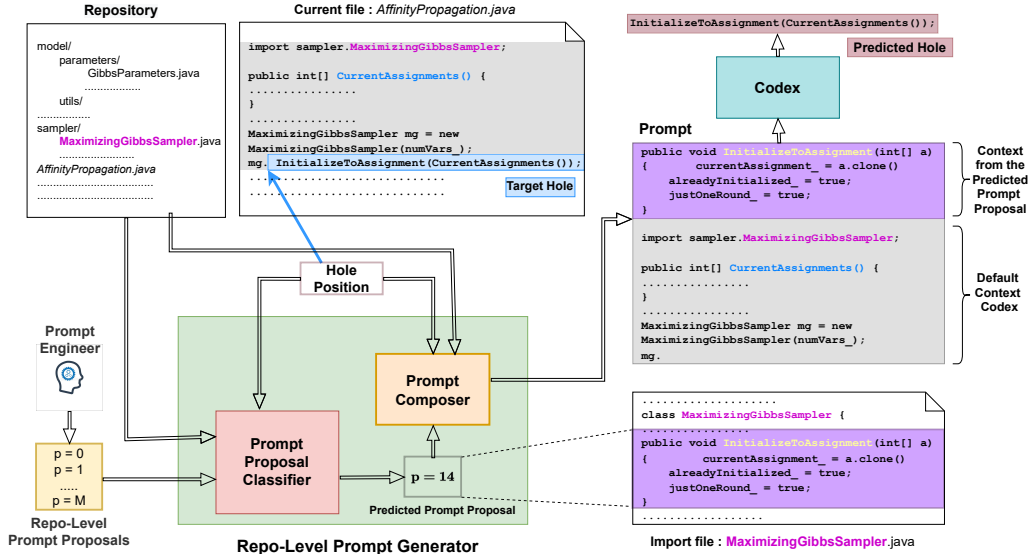 Repository
model/
parameters/
GibbsParameters.java
..................
utils/
.....................
sampler/
MaximizingGibbsSampler.java
........................
AffinityPropagation.java
.....................................
.....................................
Current file : AffinityPropagation.java
import sampler.MaximizingGibbsSampler;
public int[] CurrentAssignments() {
................
}
................
MaximizingGibbsSampler mg = new
MaximizingGibbsSampler(numVars_);
mg. InitializeToAssignment(CurrentAssignments());
.............................
.............................
Target Hole
Hole
Position
Prompt
Engineer
p = 0
p = 1
.....
p = M
Repo-Level
Prompt Proposals
Prompt
Proposal
Classifier
Prompt
Composer
p = 14
Predicted Prompt Proposal
Repo-Level Prompt Generator
InitializeToAssignment(CurrentAssignments());
Predicted Hole
Codex
Prompt
public void InitializeToAssignment(int[] a)
{ currentAssignment_ = a.clone()
alreadyInitialized_ = true;
justOneRound_ = true;
}
import sampler.MaximizingGibbsSampler;
public int[] CurrentAssignments() {
................
}
................
MaximizingGibbsSampler mg = new
MaximizingGibbsSampler(numVars_);
mg.
Context
from the
Predicted
Prompt
Proposal
Default
Context
Codex
....................
class MaximizingGibbsSampler {
................
public void InitializeToAssignment(int[] a)
{ currentAssignment_ = a.clone()
alreadyInitialized_ = true;
justOneRound_ = true;
}
................
Import file : MaximizingGibbsSampler.java